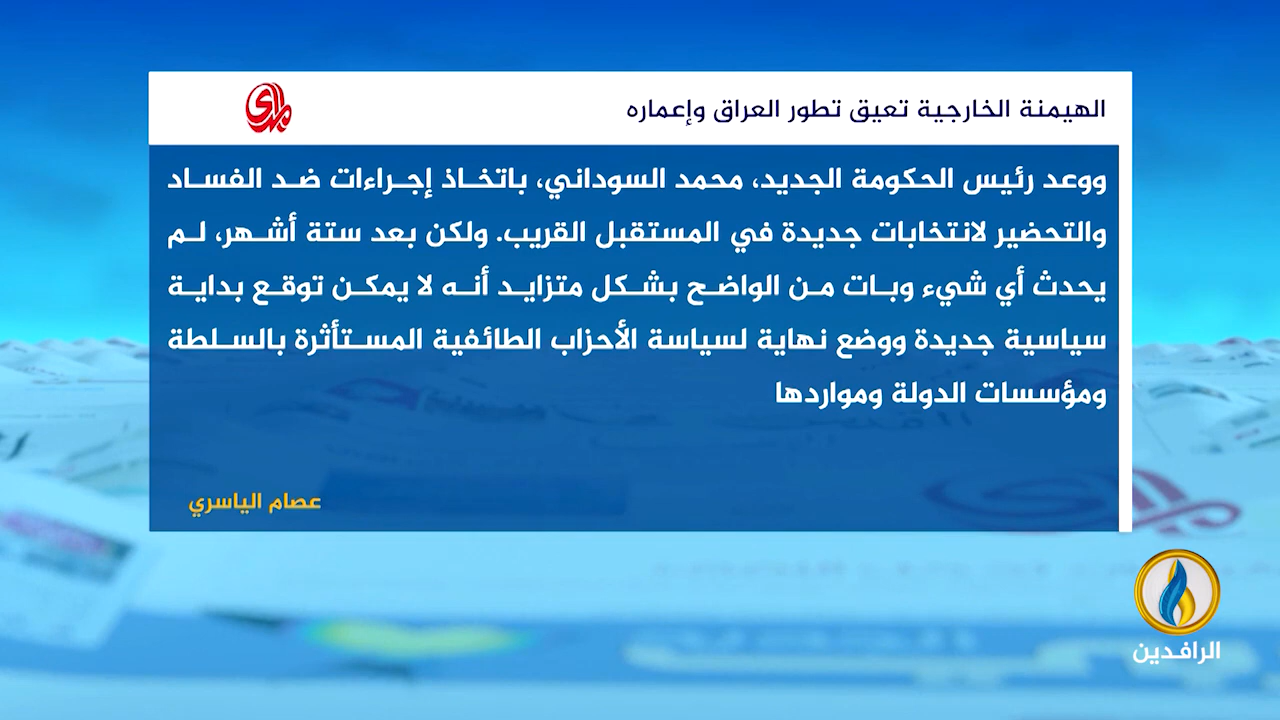 الهيمنة الخارجية تعيق تطور العراق وإعماره
المدى
ووعد رئيس الحكومة الجديد، محمد السوداني، باتخاذ إجراءات ضد الفساد
والتحضير لانتخابات جديدة في المستقبل القريب. ولكن بعد ستة أشهر، لم
يحدث أي شيء وبات من الواضح بشكل متزايد أنه لا يمكن توقع بداية
سياسية جديدة ووضع نهاية لسياسة الأحزاب الطائفية المستأثرة بالسلطة
ومؤسسات الدولة ومواردها
عصام الياسري
الرافدين